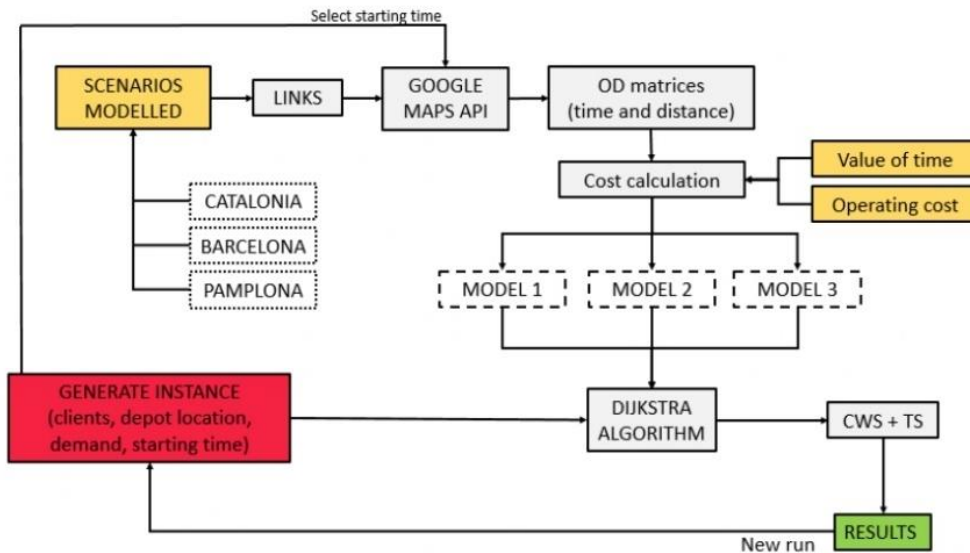 Select starting time
SCENARIOS
MODELLED
LINKS
GOOGLE
MAPS API
OD matrices
(time and distance)
Value of time
Cost calculation
Operating cost
CATALONIA
BARCELONA
PAMPLONA
MODEL 1
MODEL 2
MODEL 3
GENERATE INSTANCE
(clients, depot location,
demand, starting time)
DIJKSTRA
ALGORITHM
CWS + TS
RESULTS
New run